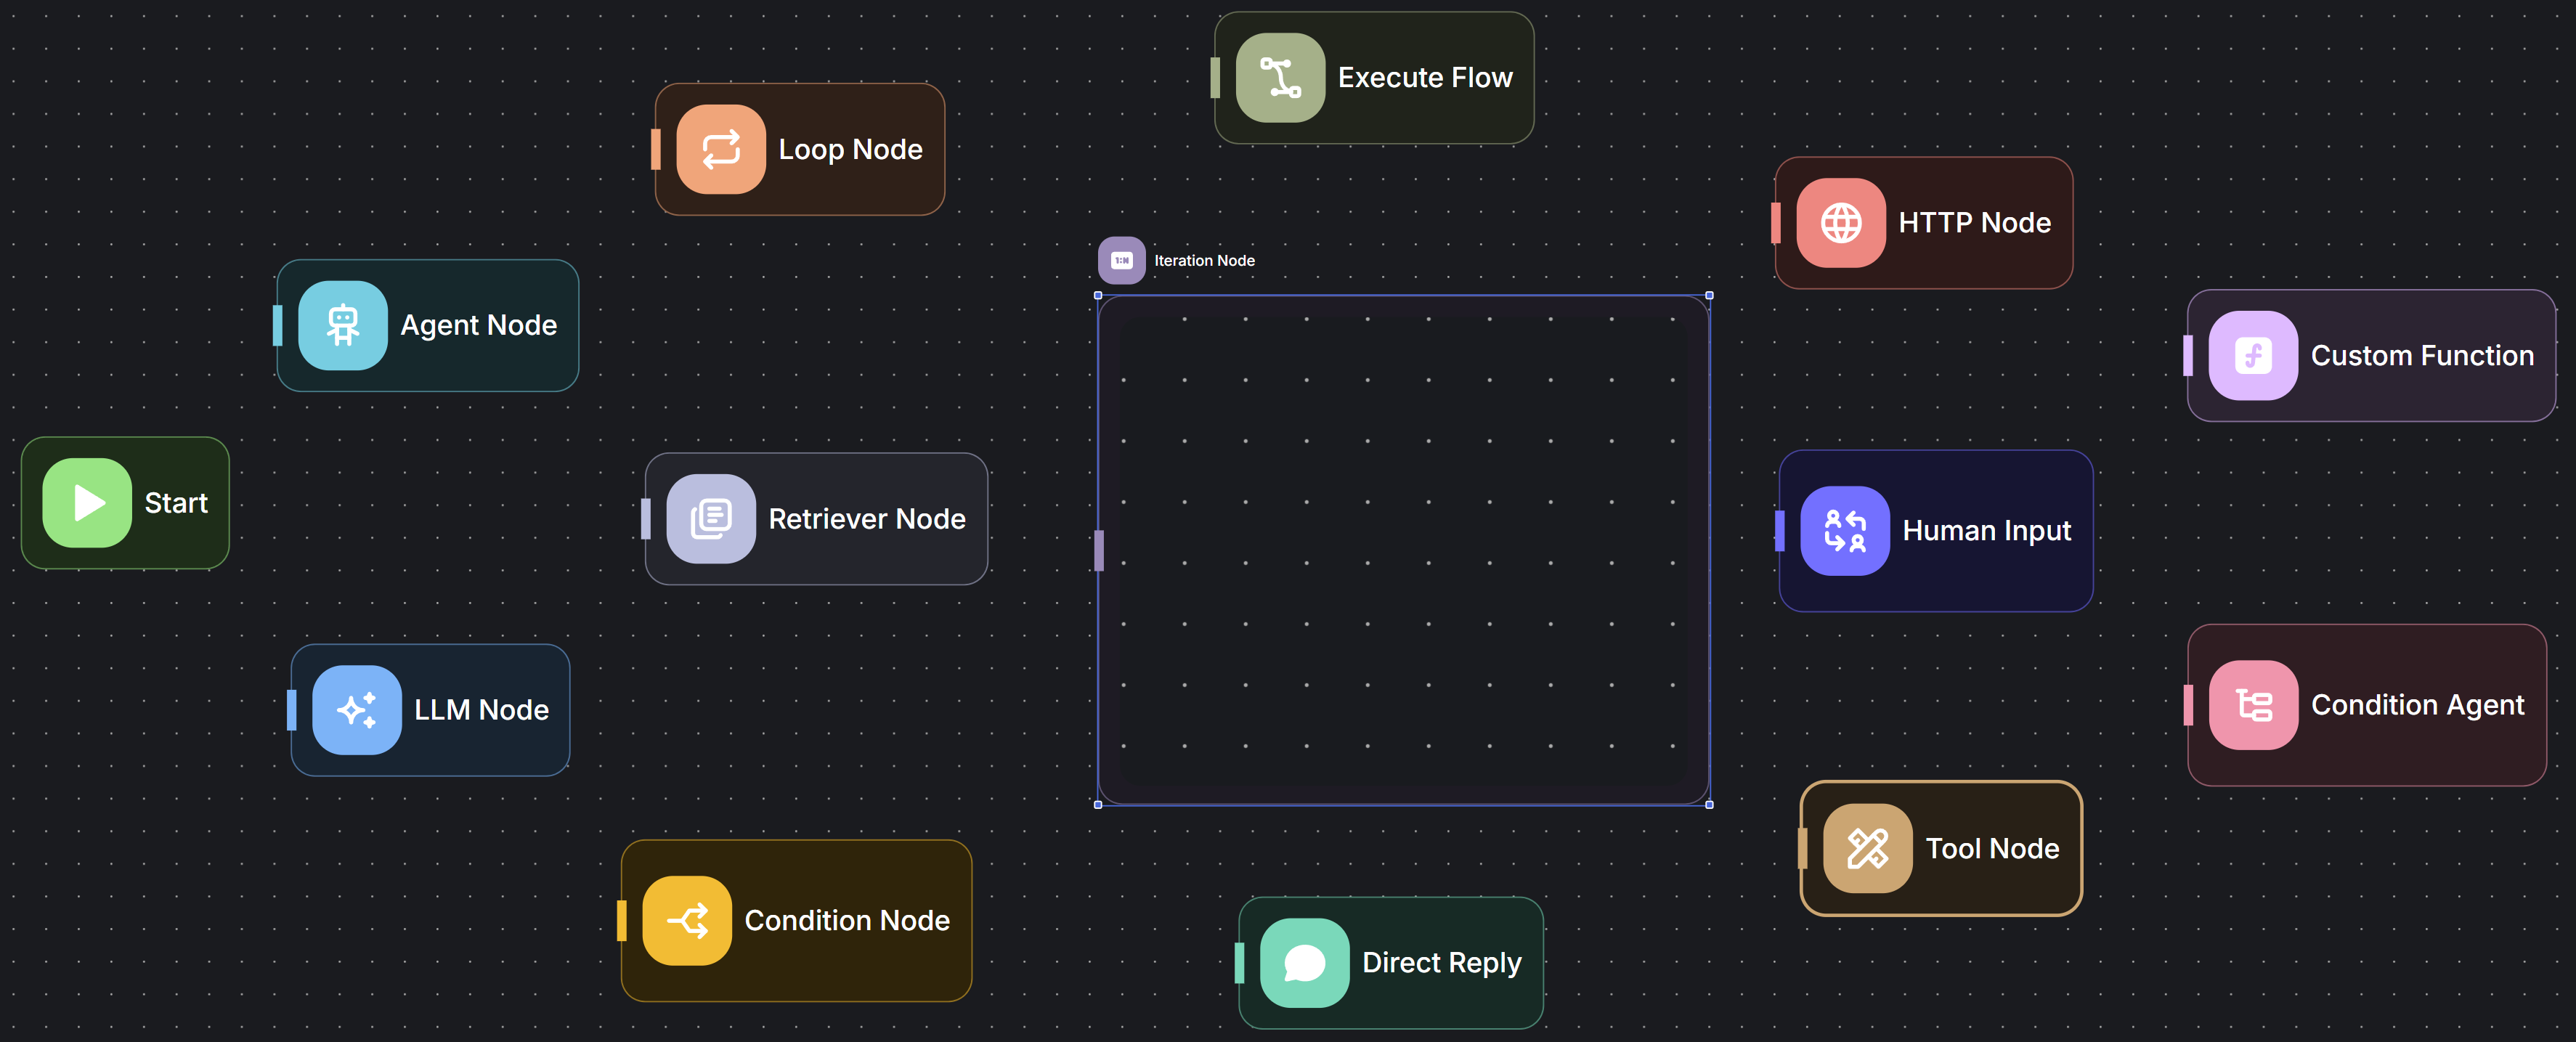 Execute Flow
Loop Node
HTTP Node
1:N
Iteration Node
Agent Node
Custom Function
Start
Retriever Node
Human Input
LLM Node
Condition Agent
Tool Node
Condition Node
Direct Reply